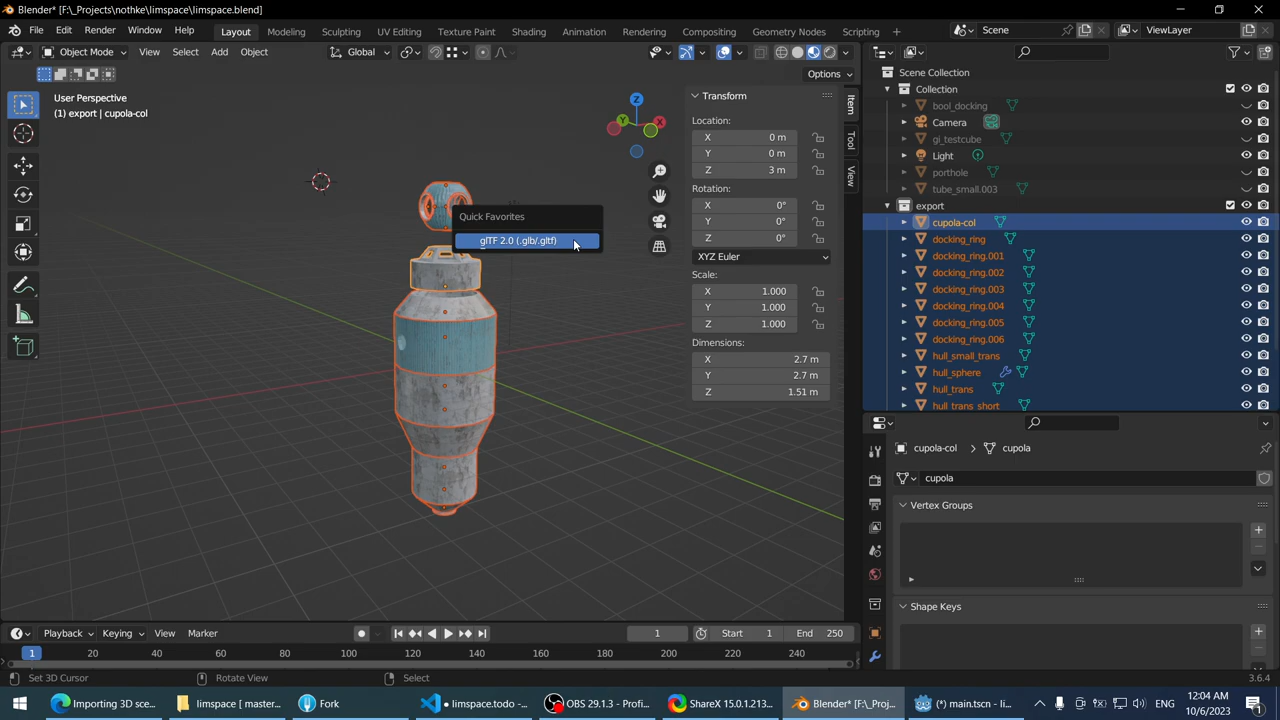 Blender* [F:\_Projects\nothke\limspace\limspace.blend]
File Edit Render Window Help Layout Modeling Sculpting UV Editing Texture Paint Shading Animation Rendering Compositing Geometry Nodes Scripting Scene ViewLayer
Object Mode View Select Add Object Global
Options
User Perspective
(1) export | cupola-col
Z
Y
X
Item
Tool
View
Transform
Location:
X 0 m
Y 0 m
Z 3 m
Rotation:
X 0°
Y 0°
Z 0°
XYZ Euler
Scale:
X 1.000
Y 1.000
Z 1.000
Dimensions:
X 2.7 m
Y 2.7 m
Z 1.51 m
Quick Favorites
glTF 2.0 (.glb/.gltf)
Scene Collection
Collection
bool_docking
Camera
gi_testcube
Light
porthole
tube_small.003
export
cupola-col
docking_ring
docking_ring.001
docking_ring.002
docking_ring.003
docking_ring.004
docking_ring.005
docking_ring.006
hull_small_trans
hull_sphere
hull_trans
hull_trans_short
cupola-col cupola
cupola
Vertex Groups
Shape Keys
Playback Keying View Marker 1 Start 1 End 250
1 20 40 60 80 100 120 140 160 180 200 220 240
Set 3D Cursor Rotate View Select 3.6.4
Importing 3D sce... limspace [ master... Fork • limspace.todo - ... OBS 29.1.3 - Profi... ShareX 15.0.1 213... Blender* [F:\_Proj... (*) main.tscn - li... ENG 12:04 AM
10/6/2023